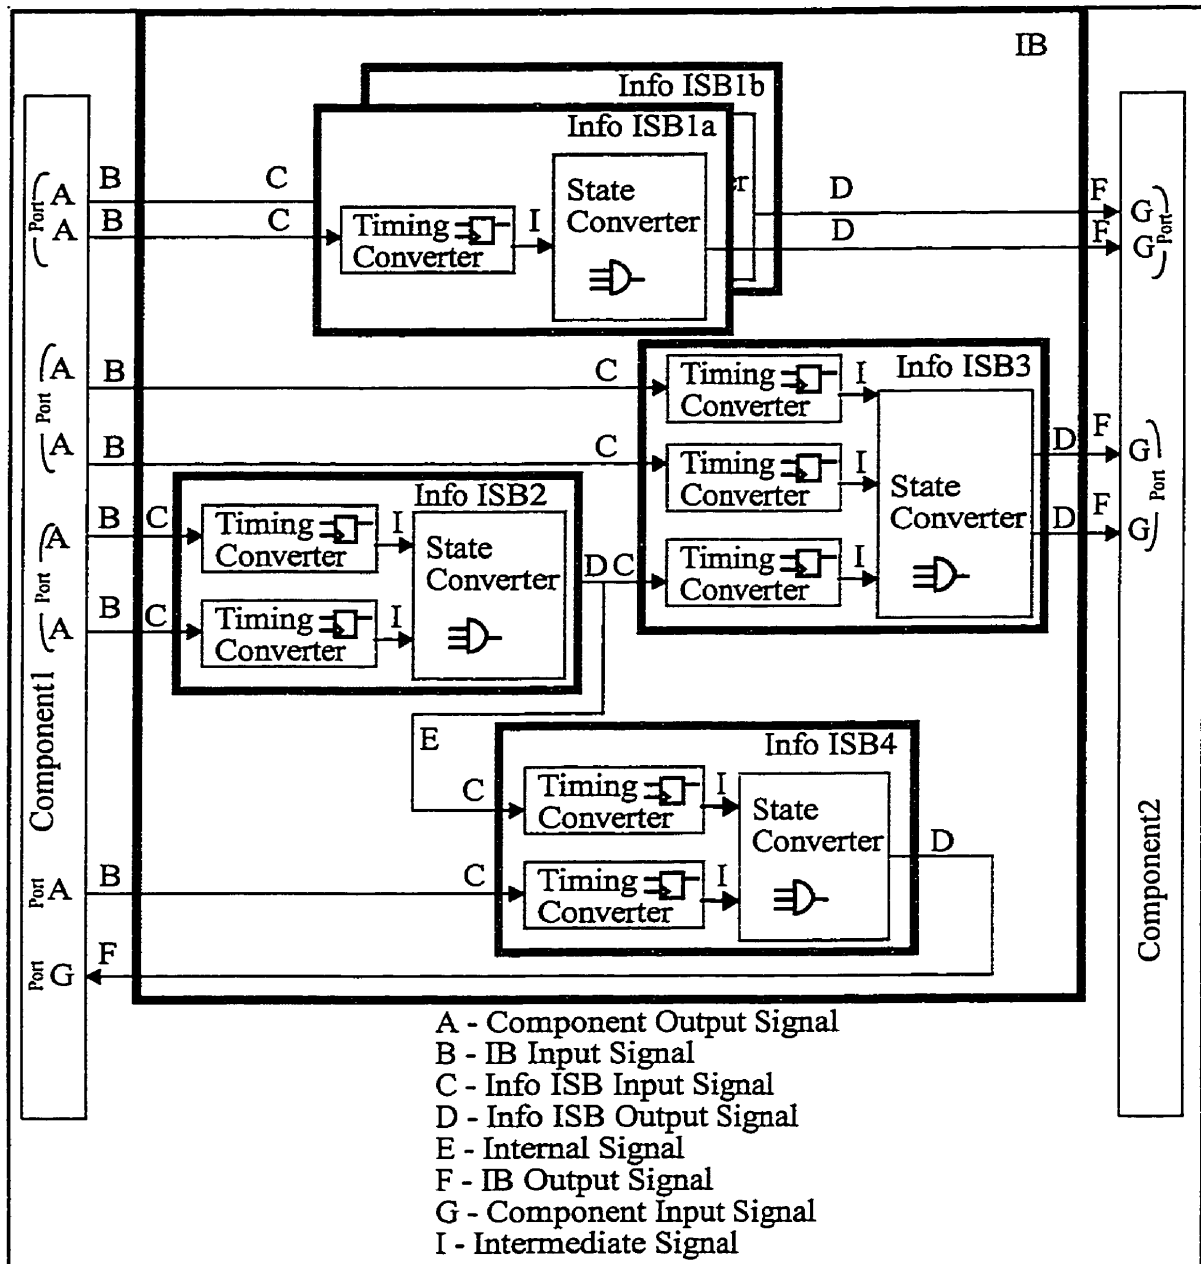 IB
Info ISB1b
Info ISB1a
B
C
A
Port
B
C
A
Timing
Converter
I
State
Converter
er
D
D
F
F
G
G
Port
A
Port
A
B
B
C
C
Timing
Converter
I
Info ISB3
Timing
Converter
I
State
Converter
Timing
Converter
I
D
F
G
D
F
G
Port
A
Port
A
B
C
B
C
Info ISB2
Timing
Converter
I
State
Converter
Timing
Converter
I
D C
E
Component1
Info ISB4
C
Timing
Converter
I
State
Converter
D
Port A
B
C
Timing
Converter
I
Port G
F
Component2
A - Component Output Signal
B - IB Input Signal
C - Info ISB Input Signal
D - Info ISB Output Signal
E - Internal Signal
F - IB Output Signal
G - Component Input Signal
I - Intermediate Signal